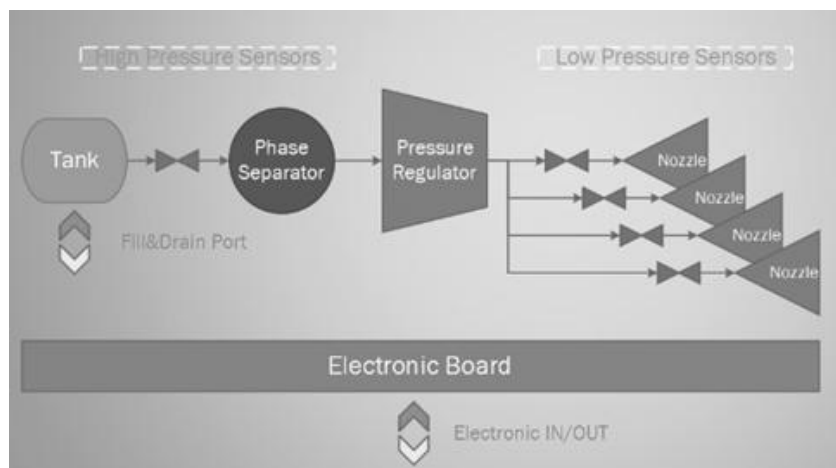 High Pressure Sensors
Low Pressure Sensors
Tank
Phase
Separator
Pressure
Regulator
Nozzle
Nozzle
Nozzle
Nozzle
Fill&Drain Port
Electronic Board
Electronic IN/OUT